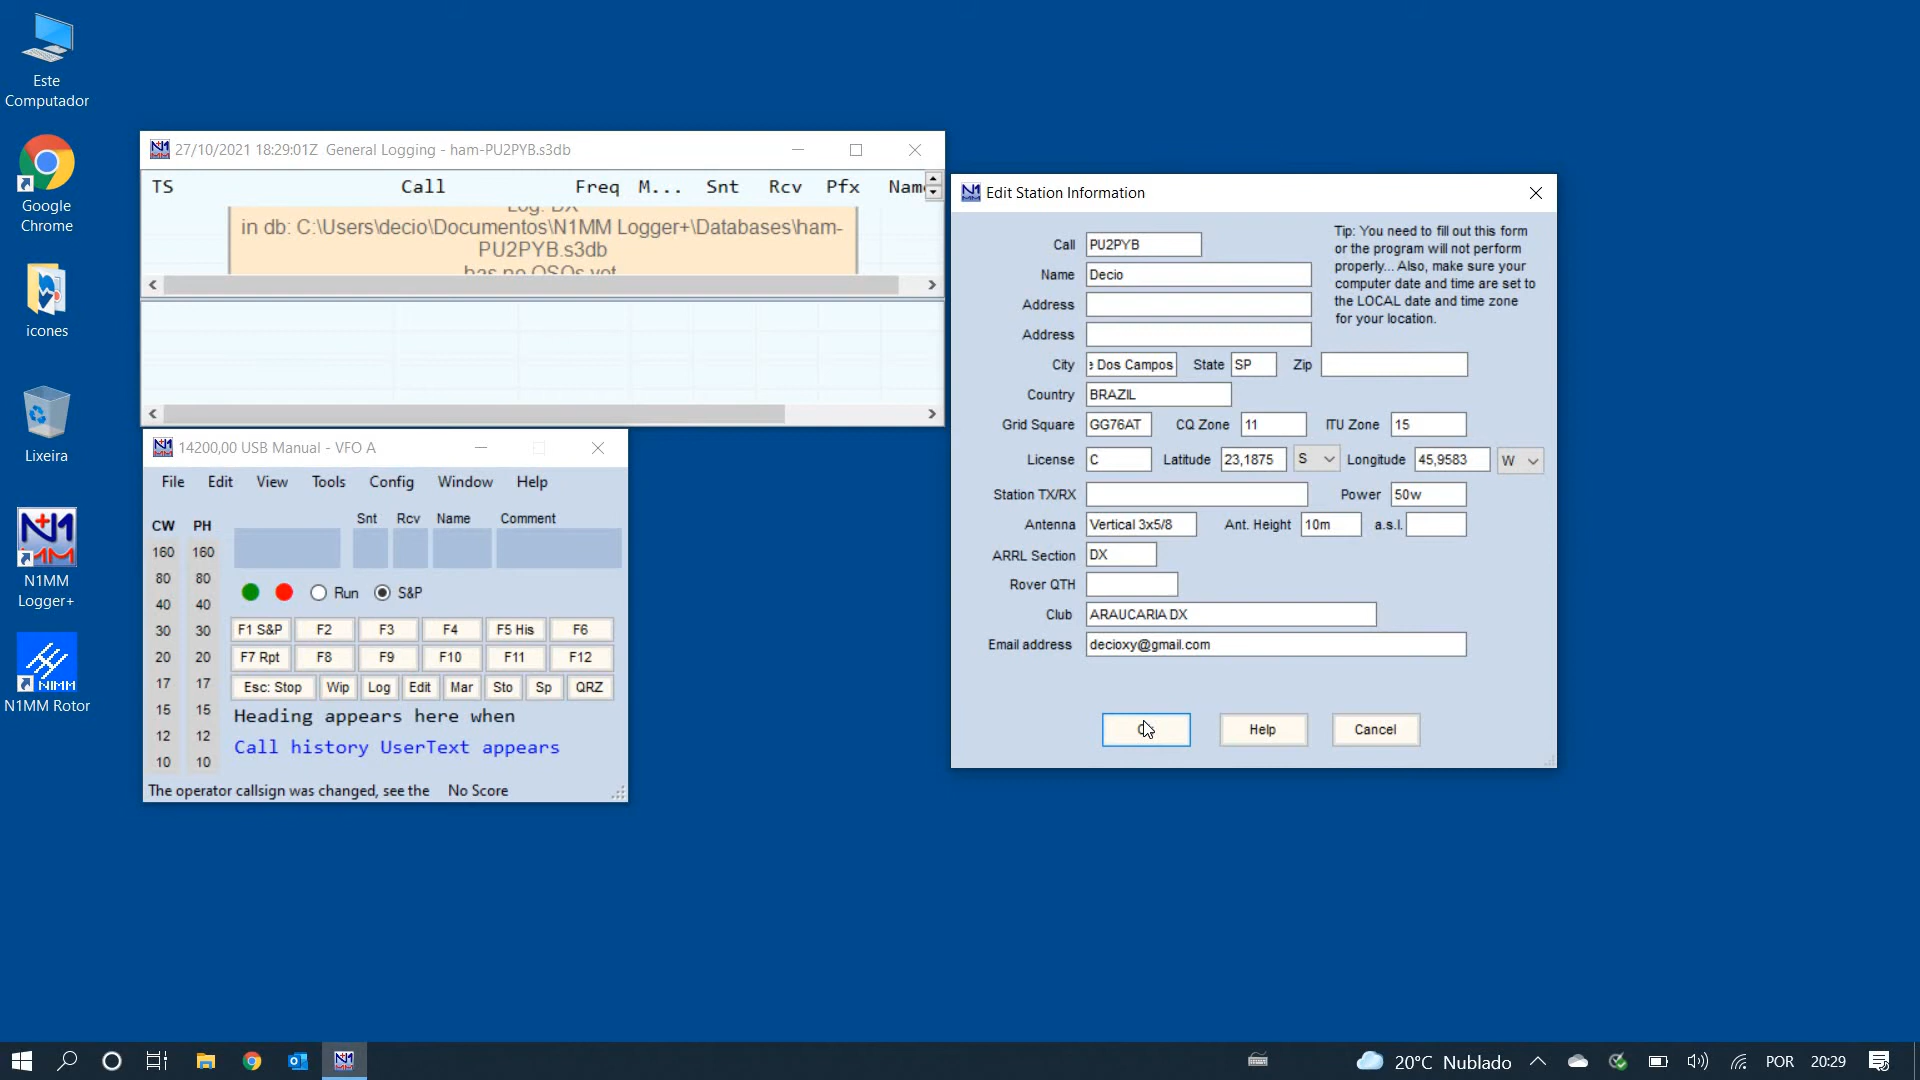 Este
Computador
Google
Chrome
icones
Lixeira
N1MM
Logger+
N1MM Rotor
27/10/2021 18:29:01Z General Logging - ham-PU2PYB.s3db
TS Call Freq M... Snt Rcv Pfx Name
Log: DX
in db: C:\Users\decio\Documentos\N1MM Logger+\Databases\ham-
PU2PYB.s3db
has no QSOs yet
14200,00 USB Manual - VFO A
File Edit View Tools Config Window Help
Snt Rcv Name Comment
CW PH
160 160
80 80
40 40
30 30
20 20
17 17
15 15
12 12
10 10
Run S&P
F1 S&P F2 F3 F4 F5 His F6
F7 Rpt F8 F9 F10 F11 F12
Esc: Stop Wip Log Edit Mar Sto Sp QRZ
Heading appears here when
Call history UserText appears
The operator callsign was changed, see the No Score
Edit Station Information
Call PU2PYB
Name Decio
Address
Address
City e Dos Campos State SP Zip
Country BRAZIL
Grid Square GG76AT CQ Zone 11 ITU Zone 15
License C Latitude 23,1875 S Longitude 45,9583 W
Station TX/RX Power 50w
Antenna Vertical 3x5/8 Ant. Height 10m a.s.l.
ARRL Section DX
Rover QTH
Club ARAUCARIA DX
Email address decioxy@gmail.com
Tip: You need to fill out this form
or the program will not perform
properly... Also, make sure your
computer date and time are set to
the LOCAL date and time zone
for your location.
Help Cancel
20°C Nublado POR 20:29